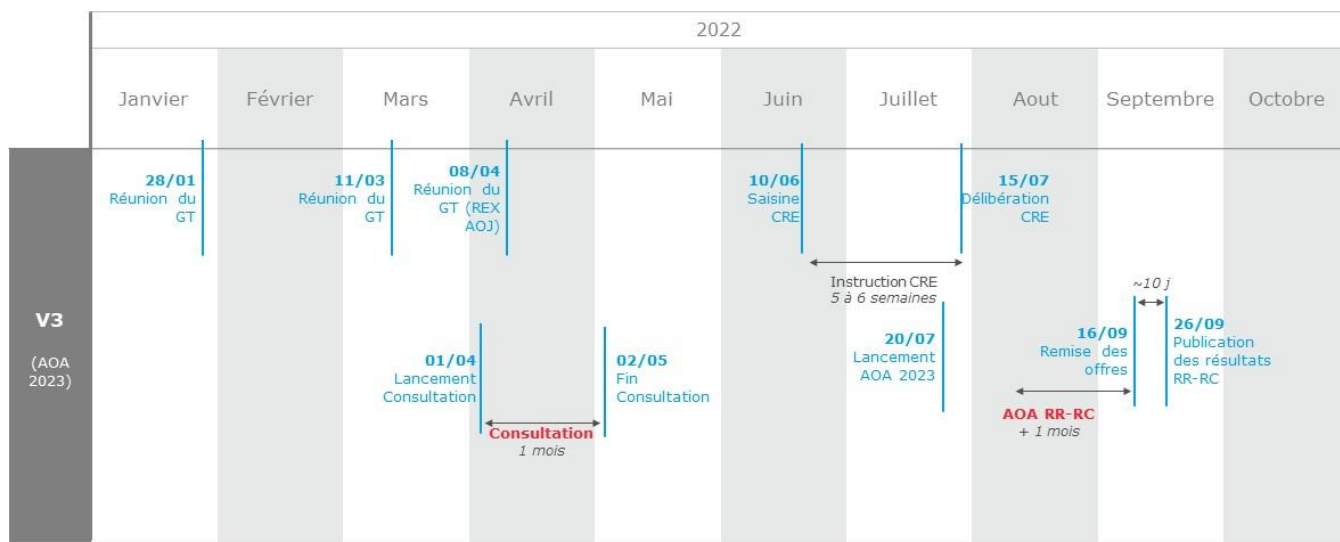 2022
Janvier
Février
Mars
Avril
Mai
Juin
Juillet
Aout
Septembre
Octobre
V3
(AOA
2023)
28/01
Réunion du
GT
11/03
Réunion du
GT
08/04
Réunion du
GT (REX
AOJ)
10/06
Saisine
CRE
15/07
Délibération
CRE
Instruction CRE
5 à 6 semaines
01/04
Lancement
Consultation
02/05
Fin
Consultation
Consultation
1 mois
20/07
Lancement
AOA 2023
16/09
Remise des
offres
~10 j
26/09
Publication
des résultats
RR-RC
AOA RR-RC
+ 1 mois